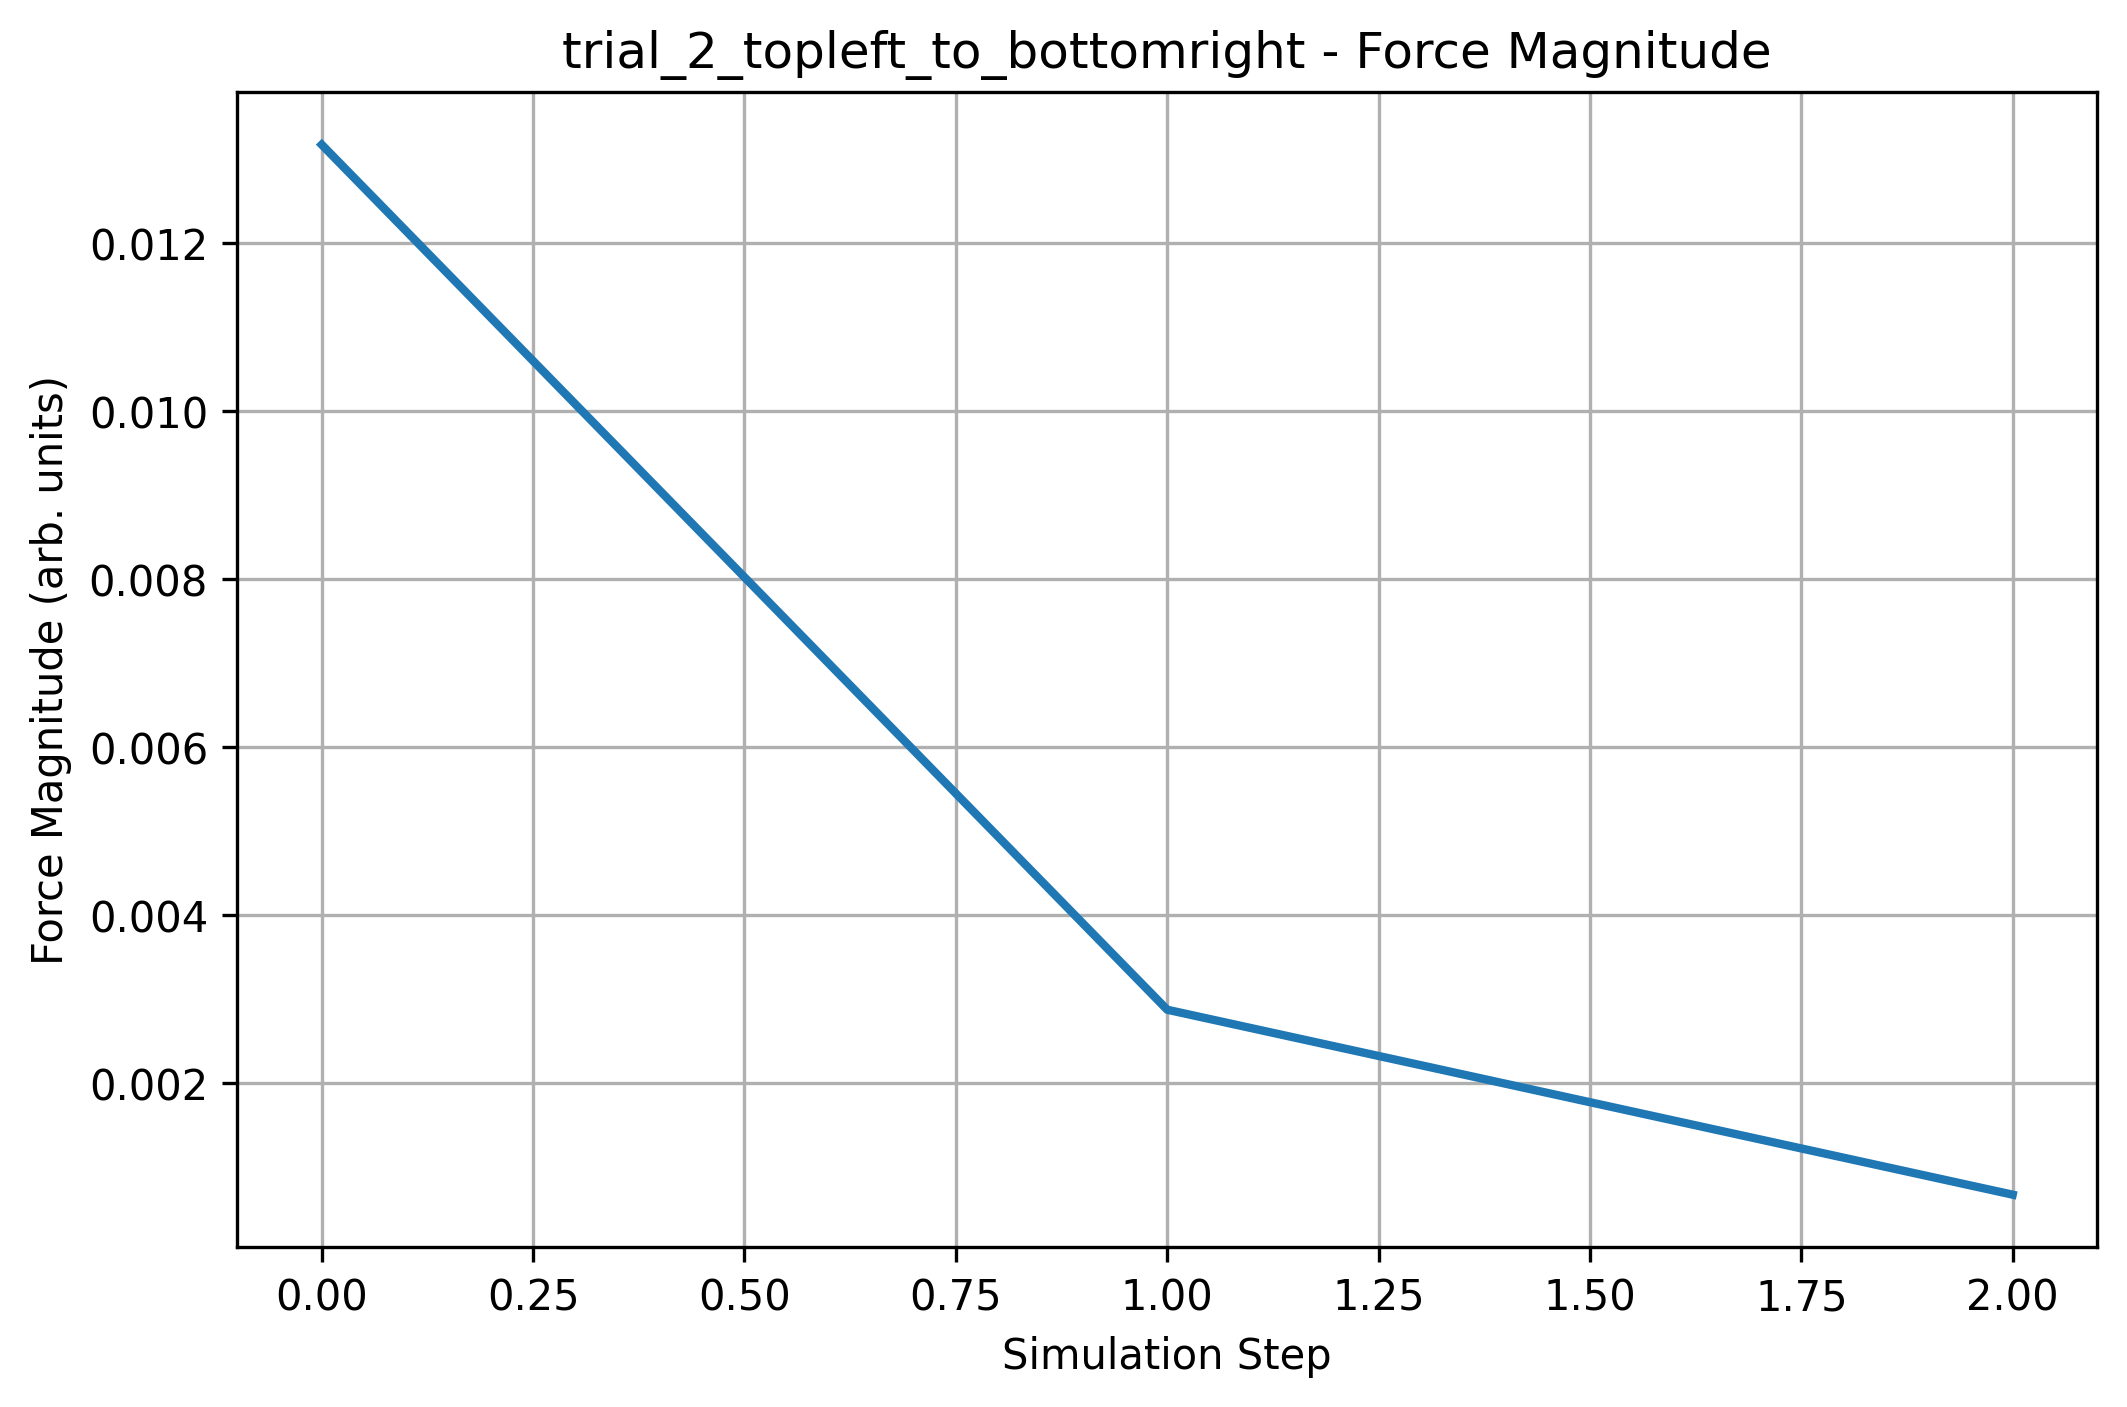 trial_2_topleft_to_bottomright - Force Magnitude
Force Magnitude (arb. units)
0.012
0.010
0.008
0.006
0.004
0.002
0.00 0.25 0.50 0.75 1.00 1.25 1.50 1.75 2.00
Simulation Step